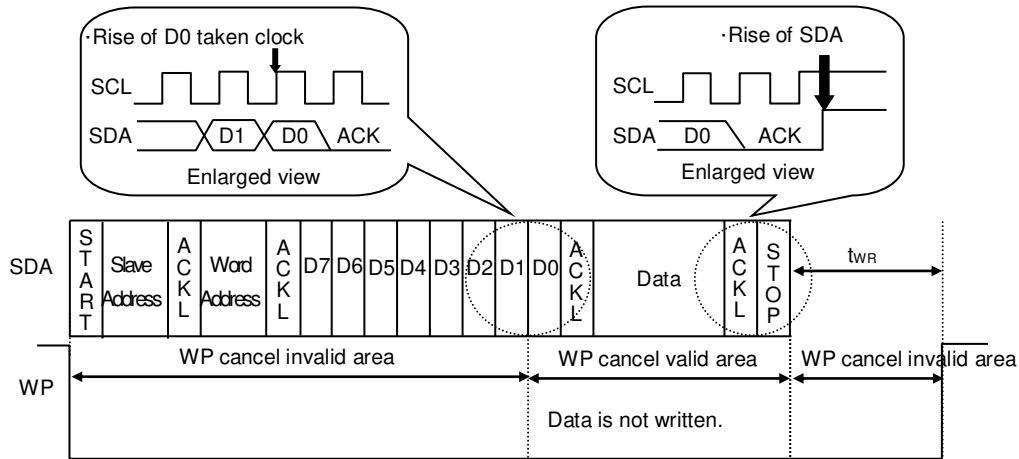 ·Rise of D0 taken clock
SCL
SDA D1 D0 ACK
Enlarged view
·Rise of SDA
SCL
SDA D0 ACK
Enlarged view
SDA
START
Slave
Address
ACKL
Word
Address
ACKL
D7 D6 D5 D4 D3 D2 D1 D0
ACKL
Data
ACKL
STOP
tWR
WP
WP cancel invalid area
WP cancel valid area
WP cancel invalid area
Data is not written.